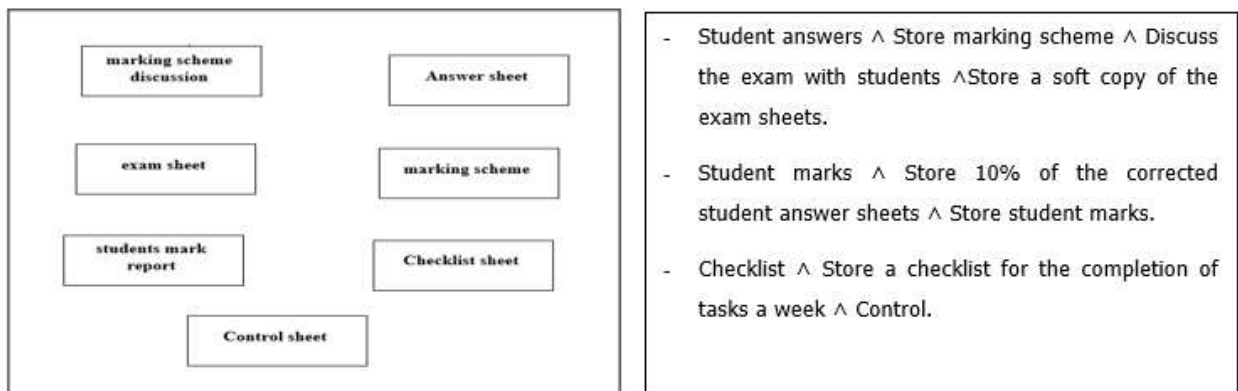 marking scheme
discussion
Answer sheet
exam sheet
marking scheme
students mark
report
Checklist sheet
Control sheet
- Student answers ∧ Store marking scheme ∧ Discuss
the exam with students ∧Store a soft copy of the
exam sheets.
- Student marks ∧ Store 10% of the corrected
student answer sheets ∧ Store student marks.
- Checklist ∧ Store a checklist for the completion of
tasks a week ∧ Control.